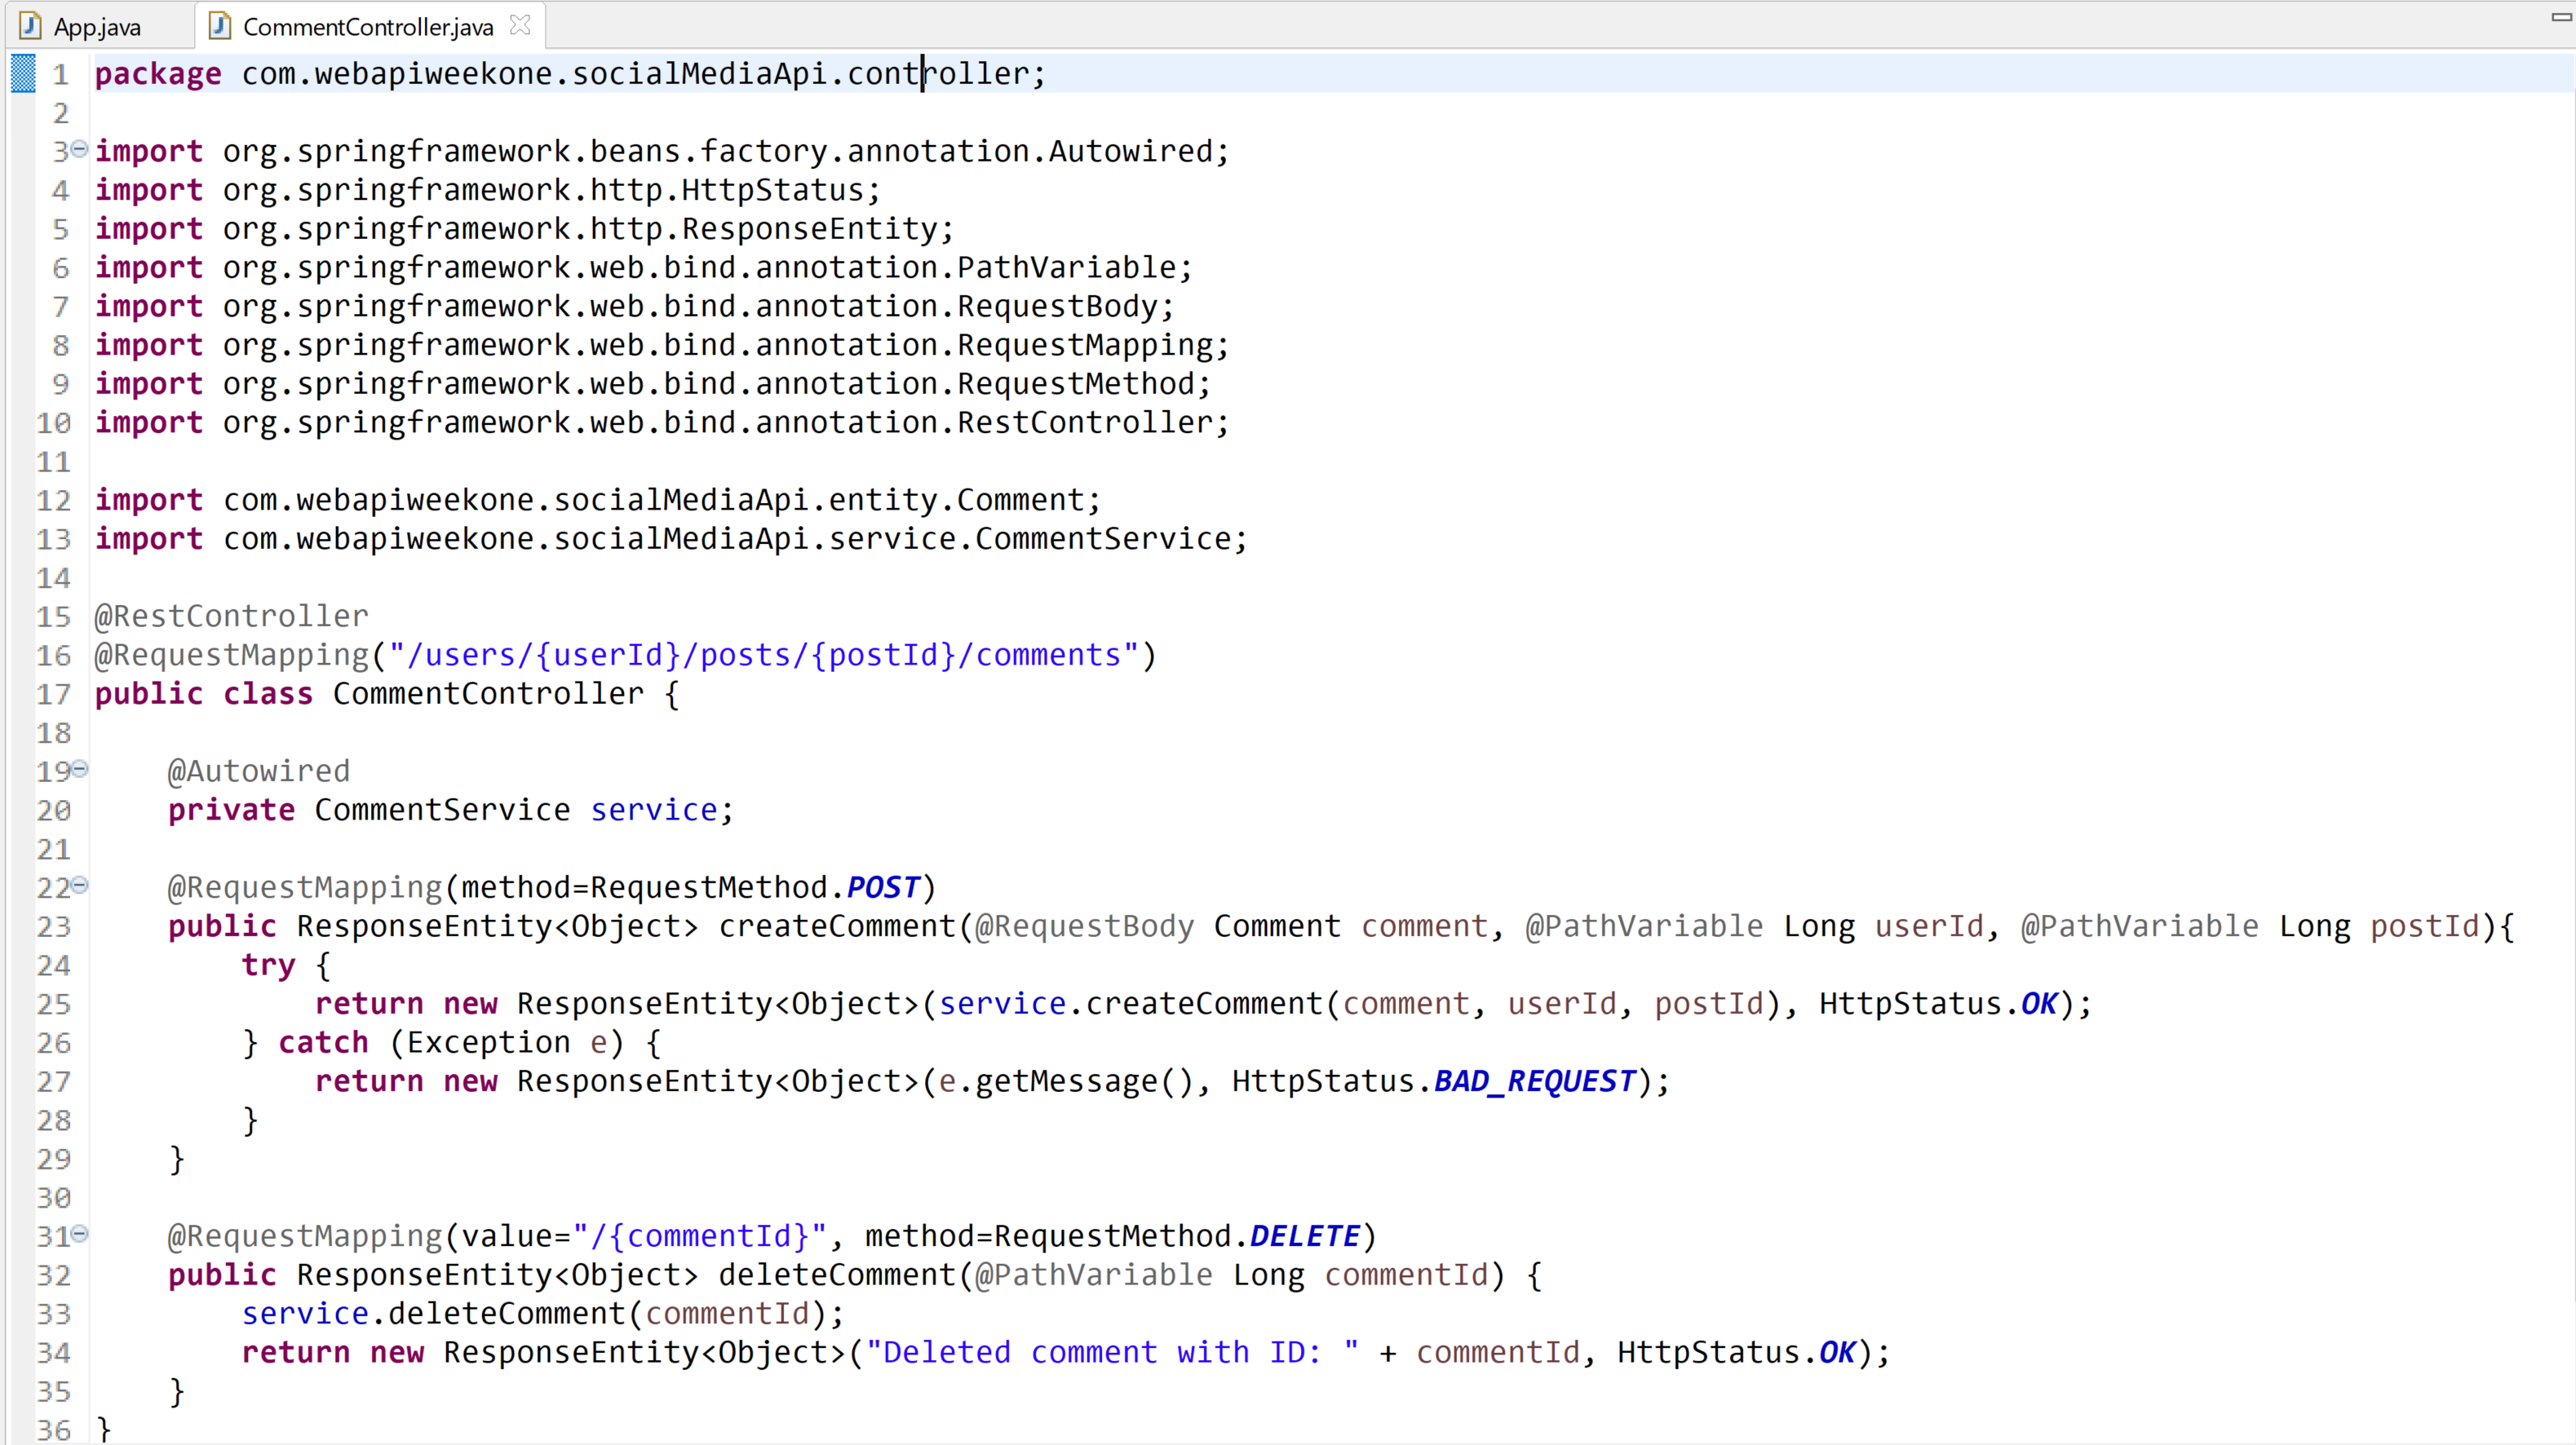 App.java CommentController.java
1 package com.webapiweekone.socialMediaApi.controller;
2
3 import org.springframework.beans.factory.annotation.Autowired;
4 import org.springframework.http.HttpStatus;
5 import org.springframework.http.ResponseEntity;
6 import org.springframework.web.bind.annotation.PathVariable;
7 import org.springframework.web.bind.annotation.RequestBody;
8 import org.springframework.web.bind.annotation.RequestMapping;
9 import org.springframework.web.bind.annotation.RequestMethod;
10 import org.springframework.web.bind.annotation.RestController;
11
12 import com.webapiweekone.socialMediaApi.entity.Comment;
13 import com.webapiweekone.socialMediaApi.service.CommentService;
14
15 @RestController
16 @RequestMapping("/users/{userId}/posts/{postId}/comments")
17 public class CommentController {
18
19     @Autowired
20     private CommentService service;
21
22     @RequestMapping(method=RequestMethod.POST)
23     public ResponseEntity<Object> createComment(@RequestBody Comment comment, @PathVariable Long userId, @PathVariable Long postId){
24         try {
25             return new ResponseEntity<Object>(service.createComment(comment, userId, postId), HttpStatus.OK);
26         } catch (Exception e) {
27             return new ResponseEntity<Object>(e.getMessage(), HttpStatus.BAD_REQUEST);
28         }
29     }
30
31     @RequestMapping(value="/{commentId}", method=RequestMethod.DELETE)
32     public ResponseEntity<Object> deleteComment(@PathVariable Long commentId) {
33         service.deleteComment(commentId);
34         return new ResponseEntity<Object>("Deleted comment with ID: " + commentId, HttpStatus.OK);
35     }
36 }